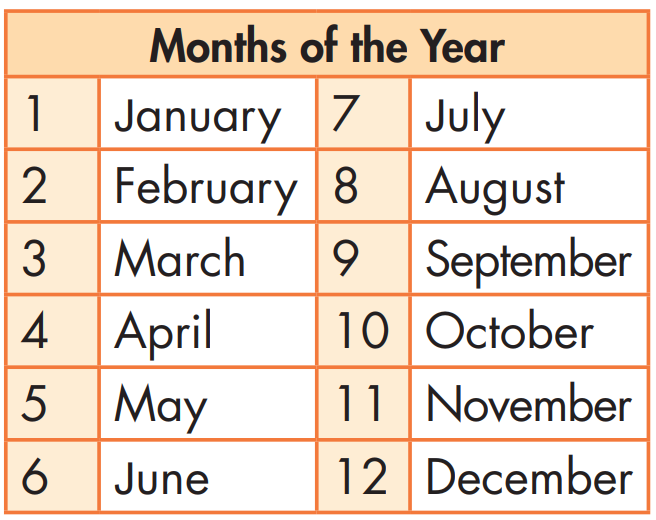 Months of the Year
1 January 7 July
2 February 8 August
3 March 9 September
4 April 10 October
5 May 11 November
6 June 12 December